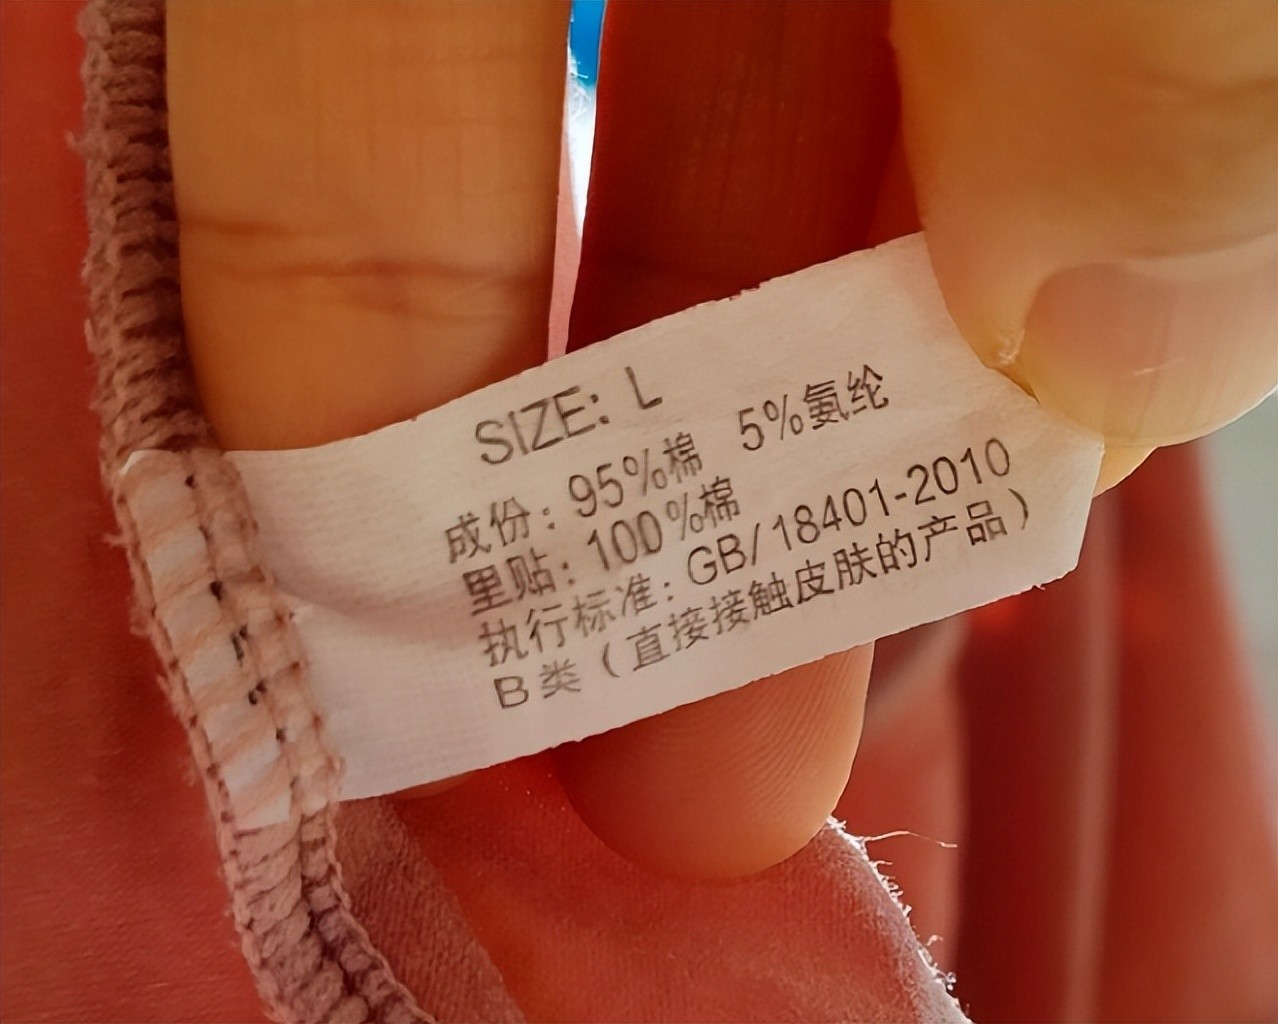 SIZE: L
成份: 95%棉 5%氨纶
里贴: 100%棉
执行标准: GB/18401-2010
B类（直接接触皮肤的产品）